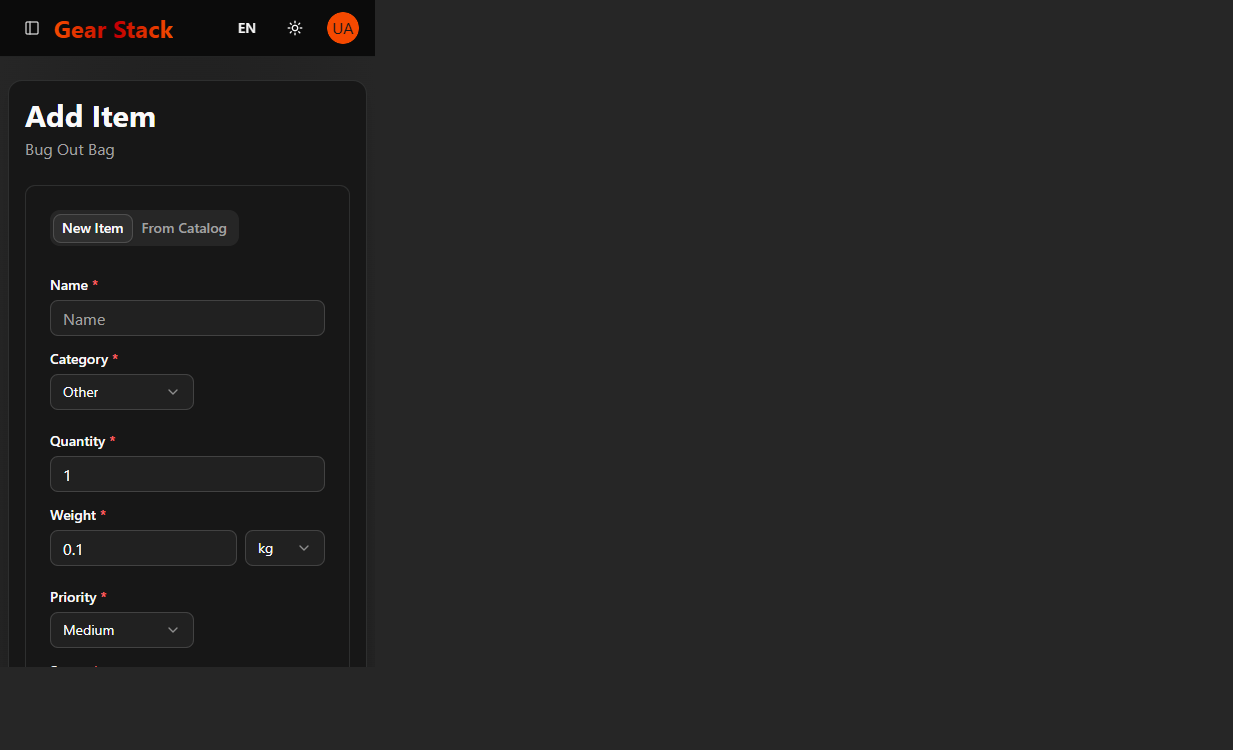 Gear Stack EN UA
Add Item
Bug Out Bag
New Item From Catalog
Name *
Name
Category *
Other
Quantity *
1
Weight *
0.1 kg
Priority *
Medium